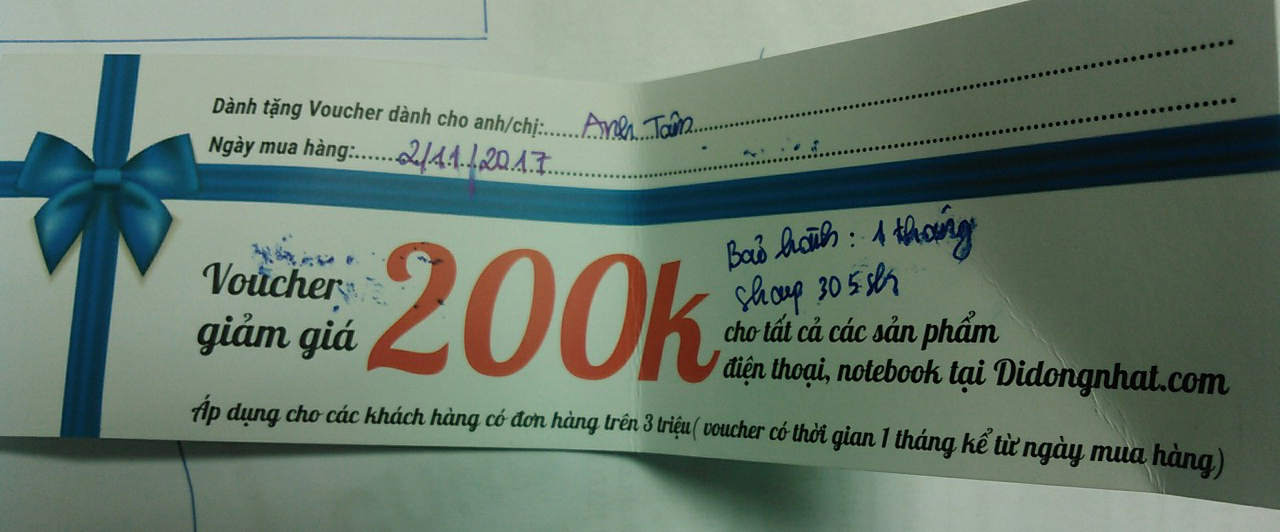 Dành tặng Voucher dành cho anh/chị:......Anh Tâm......
Ngày mua hàng:......2/11/2017......
Bảo hành : 1 tháng
Sharp 305sh
Voucher giảm giá
200k
cho tất cả các sản phẩm
điện thoại, notebook tại Didongnhat.com
Áp dụng cho các khách hàng có đơn hàng trên 3 triệu( voucher có thời gian 1 tháng kể từ ngày mua hàng)